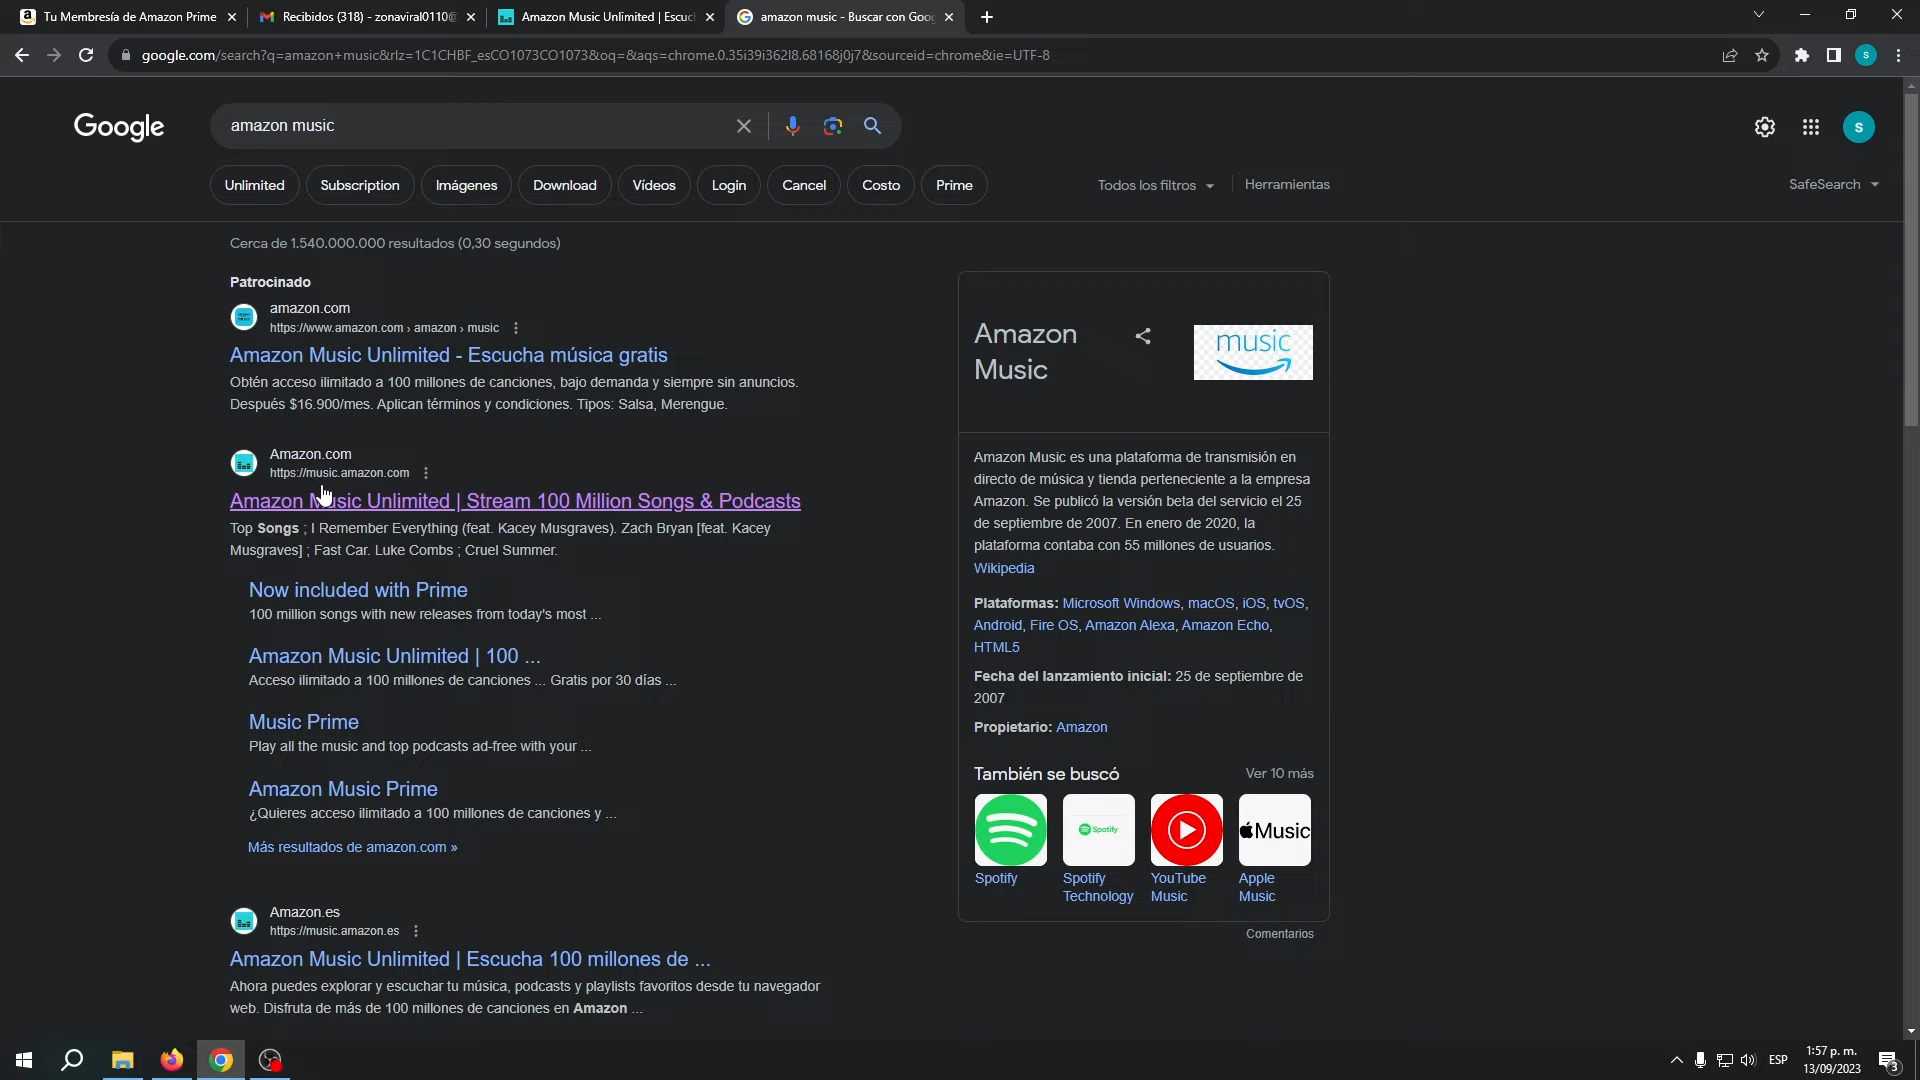 Tu Membresía de Amazon Prime
Recibidos (318) - zonaviral0110@
Amazon Music Unlimited | Escuc
amazon music - Buscar con Goog
google.com/search?q=amazon+music&rlz=1C1CHBF_esCO1073CO1073&oq=&aqs=chrome.0.35i39i362l8.68168j0j7&sourceid=chrome&ie=UTF-8
S
Google
amazon music
S
Unlimited
Subscription
Imágenes
Download
Vídeos
Login
Cancel
Costo
Prime
Todos los filtros
Herramientas
SafeSearch
Cerca de 1.540.000.000 resultados (0,30 segundos)
Patrocinado
amazon.com
https://www.amazon.com › amazon › music
Amazon Music Unlimited - Escucha música gratis
Obtén acceso ilimitado a 100 millones de canciones, bajo demanda y siempre sin anuncios.
Después $16.900/mes. Aplican términos y condiciones. Tipos: Salsa, Merengue.
Amazon.com
https://music.amazon.com
Amazon Music Unlimited | Stream 100 Million Songs & Podcasts
Top Songs ; I Remember Everything (feat. Kacey Musgraves). Zach Bryan [feat. Kacey
Musgraves] ; Fast Car. Luke Combs ; Cruel Summer.
Now included with Prime
100 million songs with new releases from today's most ...
Amazon Music Unlimited | 100 ...
Acceso ilimitado a 100 millones de canciones ... Gratis por 30 días ...
Music Prime
Play all the music and top podcasts ad-free with your ...
Amazon Music Prime
¿Quieres acceso ilimitado a 100 millones de canciones y ...
Más resultados de amazon.com »
Amazon.es
https://music.amazon.es
Amazon Music Unlimited | Escucha 100 millones de ...
Ahora puedes explorar y escuchar tu música, podcasts y playlists favoritos desde tu navegador
web. Disfruta de más de 100 millones de canciones en Amazon ...
Amazon
Music
music
Amazon Music es una plataforma de transmisión en
directo de música y tienda perteneciente a la empresa
Amazon. Se publicó la versión beta del servicio el 25
de septiembre de 2007. En enero de 2020, la
plataforma contaba con 55 millones de usuarios.
Wikipedia
Plataformas: Microsoft Windows, macOS, iOS, tvOS,
Android, Fire OS, Amazon Alexa, Amazon Echo,
HTML5
Fecha del lanzamiento inicial: 25 de septiembre de
2007
Propietario: Amazon
También se buscó
Ver 10 más
Spotify
Music
Spotify
Spotify
Technology
YouTube
Music
Apple
Music
Comentarios
ESP
1:57 p. m.
13/09/2023
3